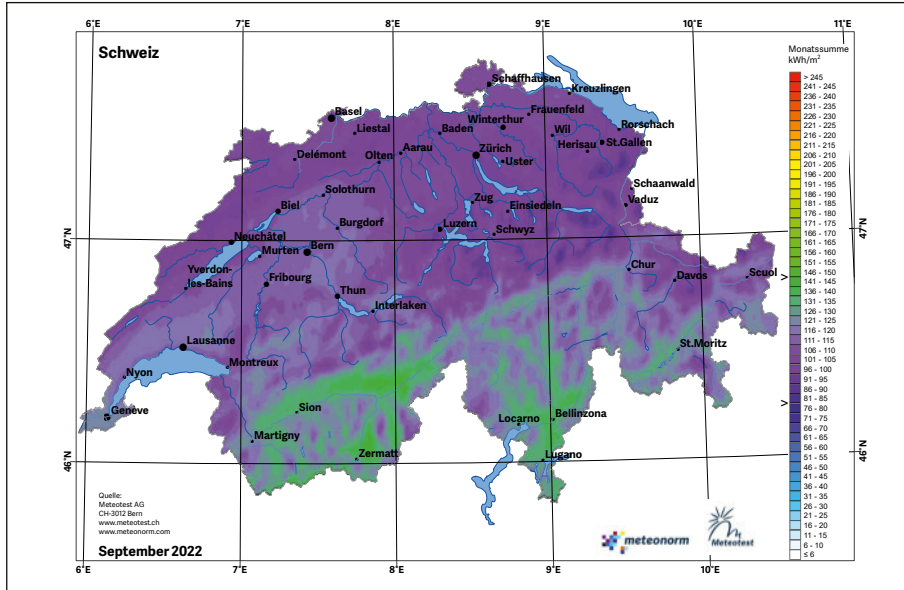 6°E 7°E 8°E 9°E 10°E 11°E
Schweiz
Monatssumme
kWh/m²
> 245
241 - 245
236 - 240
231 - 235
226 - 230
221 - 225
216 - 220
211 - 215
206 - 210
201 - 205
196 - 200
191 - 195
186 - 190
181 - 185
176 - 180
171 - 175
166 - 170
161 - 165
156 - 160
151 - 155
146 - 150
141 - 145
136 - 140
131 - 135
126 - 130
121 - 125
116 - 120
111 - 115
106 - 110
101 - 105
96 - 100
91 - 95
86 - 90
81 - 85
76 - 80
71 - 75
66 - 70
61 - 65
56 - 60
51 - 55
46 - 50
41 - 45
36 - 40
31 - 35
26 - 30
21 - 25
16 - 20
11 - 15
6 - 10
≤ 6
Schaffhausen
Kreuzlingen
Basel
Frauenfeld
Winterthur
Liestal
Baden
Wil
Rorschach
Zürich
Herisau
St.Gallen
Delémont
Olten
Aarau
Uster
Solothurn
Schaanwald
Zug
Vaduz
Biel
Einsiedeln
Burgdorf
Luzern
Schwyz
47°N
Neuchâtel
47°N
Bern
Murten
Yverdon-
les-Bains
Fribourg
Chur
Davos
Scuol
Thun
Interlaken
Lausanne
St.Moritz
Montreux
Nyon
Genève
Sion
Locarno
Bellinzona
Martigny
Zermatt
Lugano
46°N
46°N
Quelle:
Meteotest AG
CH-3012 Bern
www.meteotest.ch
www.meteonorm.com
meteonorm
Meteotest
September 2022
6°E 7°E 8°E 9°E 10°E